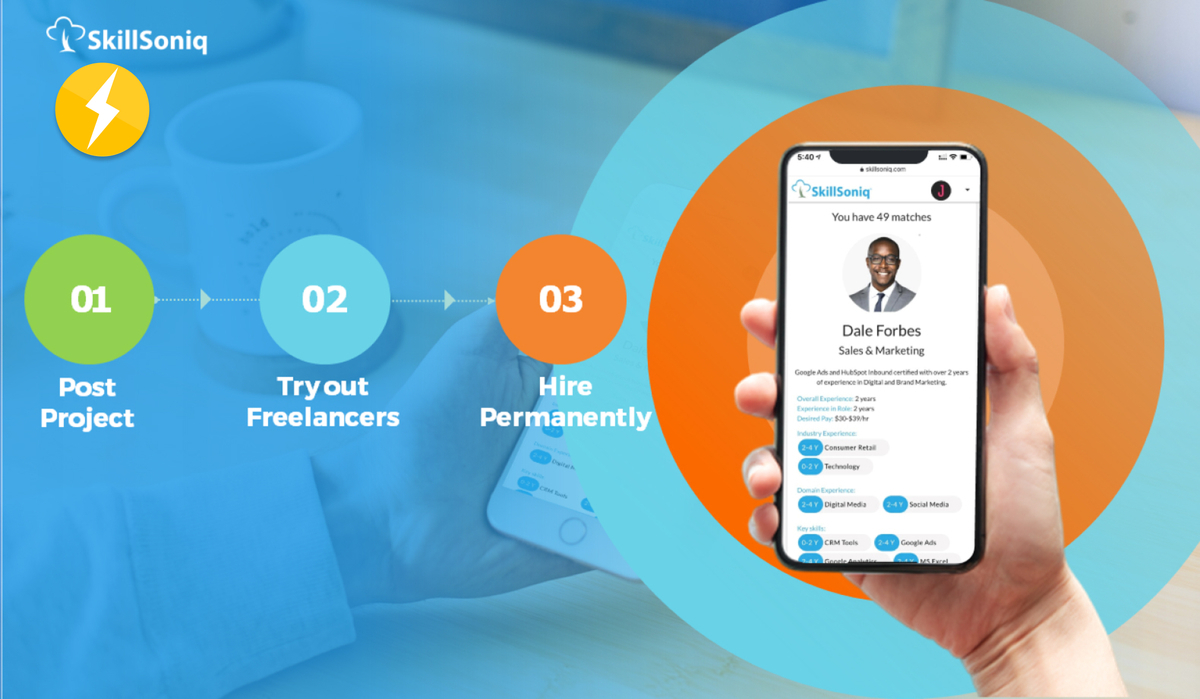 SkillSoniq
01
02
03
Post
Project
Try out
Freelancers
Hire
Permanently
5:40
skillsoniq.com
SkillSoniq
J
You have 49 matches
Dale Forbes
Sales & Marketing
Google Ads and HubSpot Inbound certified with over 2 years
of experience in Digital and Brand Marketing.
Overall Experience: 2 years
Experience in Role: 2 years
Desired Pay: $30-$39/hr
Industry Experience:
2-4 Y Consumer Retail
0-2 Y Technology
Domain Experience:
2-4 Y Digital Media 2-4 Y Social Media
Key skills:
0-2 Y CRM Tools 2-4 Y Google Ads
2-4 Y Google Analytics 2-4 Y MS Excel
CRM Tools